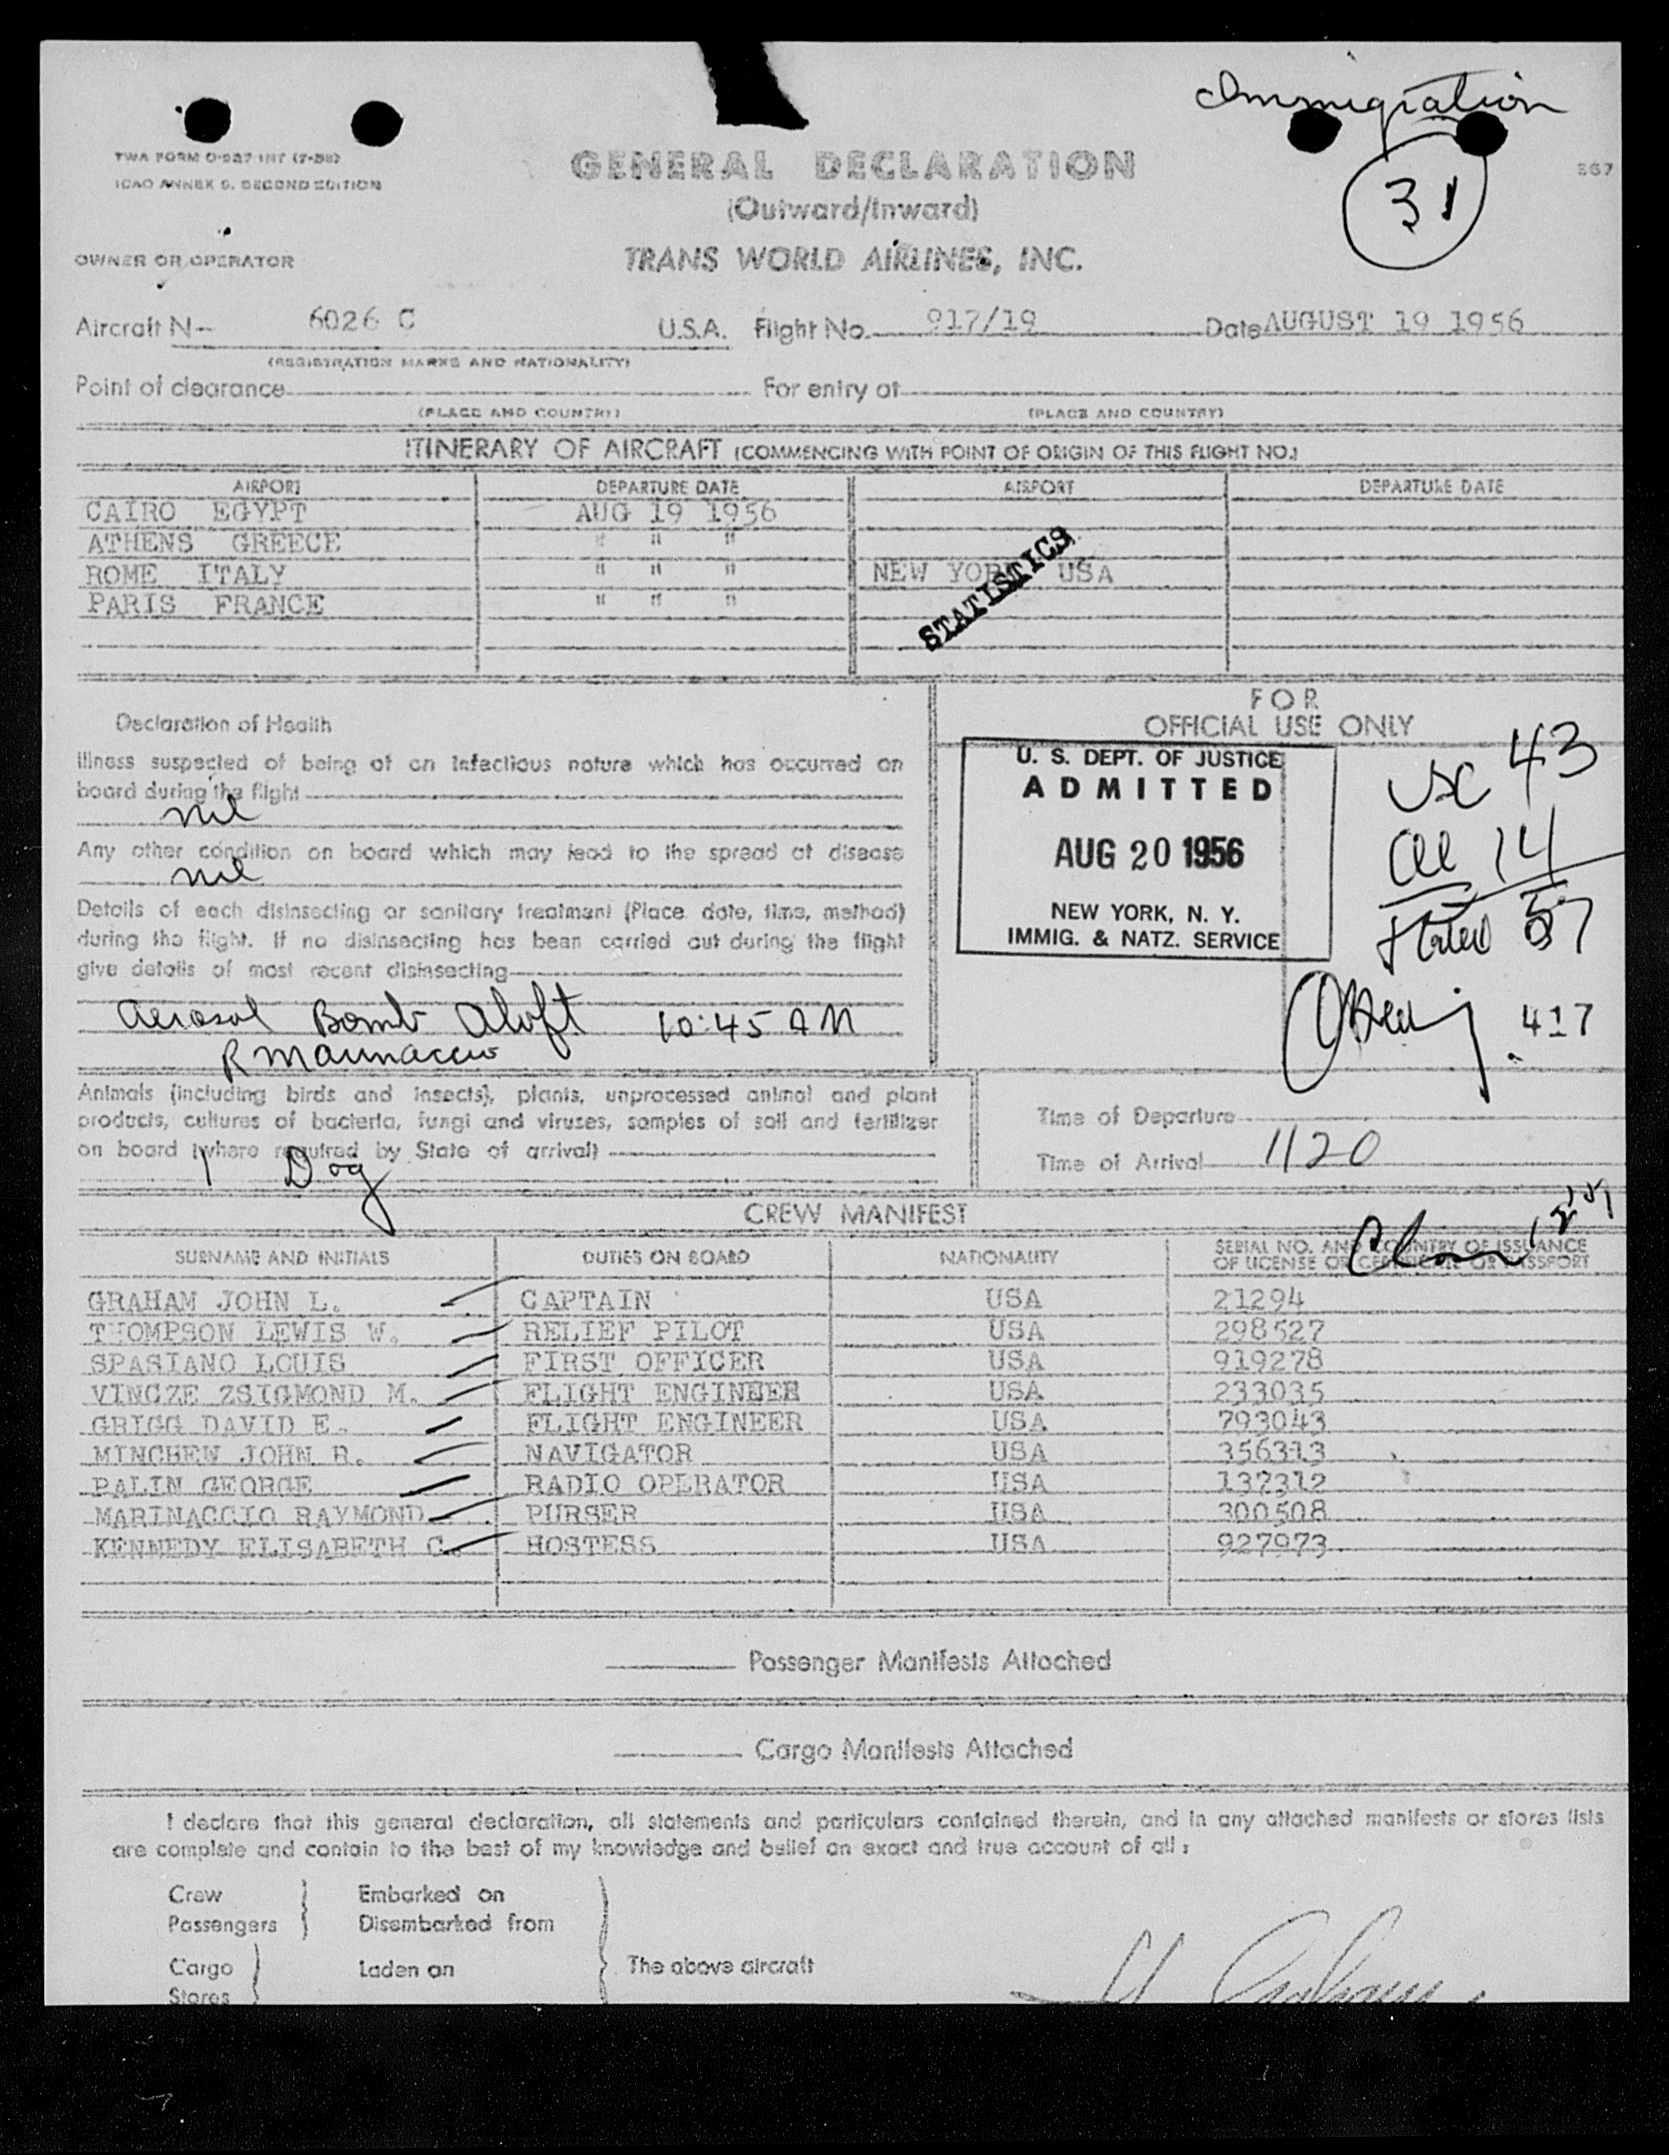 Immigration
31
TWA FORM O-927 INT (7-58)
ICAO ANNEX 9. SECOND EDITION
GENERAL DECLARATION
367
(Outward/Inward)
OWNER OR OPERATOR
TRANS WORLD AIRLINES, INC.
Aircraft N- 6026 C U.S.A. Flight No. 917/19 Date AUGUST 19 1956
(REGISTRATION MARKS AND NATIONALITY)
Point of clearance For entry at
(PLACE AND COUNTRY) (PLACE AND COUNTRY)
ITINERARY OF AIRCRAFT (COMMENCING WITH POINT OF ORIGIN OF THIS FLIGHT NO.)
AIRPORT DEPARTURE DATE AIRPORT DEPARTURE DATE
CAIRO EGYPT AUG 19 1956
ATHENS GREECE " " "
ROME ITALY " " " NEW YORK USA
PARIS FRANCE " " "
STATISTICS
FOR
OFFICIAL USE ONLY
Declaration of Health
Illness suspected of being of an infectious nature which has occurred on
board during the flight
nil
Any other condition on board which may lead to the spread of disease
nil
Details of each disinsecting or sanitary treatment (Place, date, time, method)
during the flight. If no disinsecting has been carried out during the flight
give details of most recent disinsecting
Aerosol Bomb Aloft 10:45 AM
R Marinaccio
U. S. DEPT. OF JUSTICE
ADMITTED
AUG 20 1956
NEW YORK, N. Y.
IMMIG. & NATZ. SERVICE
USC 43
al 14
total 57
417
Animals (including birds and insects), plants, unprocessed animal and plant
products, cultures of bacteria, fungi and viruses, samples of soil and fertilizer
on board (where required by State of arrival)
1 Dog
Time of Departure
Time of Arrival 1120
CREW MANIFEST
SURNAME AND INITIALS DUTIES ON BOARD NATIONALITY SERIAL NO. AND COUNTRY OF ISSUANCE
OF LICENSE OR CERTIFICATE OR PASSPORT
GRAHAM JOHN L. CAPTAIN USA 21294
THOMPSON LEWIS W. RELIEF PILOT USA 298527
SPASIANO LOUIS FIRST OFFICER USA 919278
VINCZE ZSIGMOND M. FLIGHT ENGINEER USA 233035
GRIGG DAVID E. FLIGHT ENGINEER USA 793043
MINCHEW JOHN R. NAVIGATOR USA 356313
PALIN GEORGE RADIO OPERATOR USA 137312
MARINACCIO RAYMOND PURSER USA 300508
KENNEDY ELISABETH C. HOSTESS USA 927973
Passenger Manifests Attached
Cargo Manifests Attached
I declare that this general declaration, all statements and particulars contained therein, and in any attached manifests or stores lists
are complete and contain to the best of my knowledge and belief an exact and true account of all:
Crew Embarked on
Passengers Disembarked from
Cargo Laden on The above aircraft
Stores